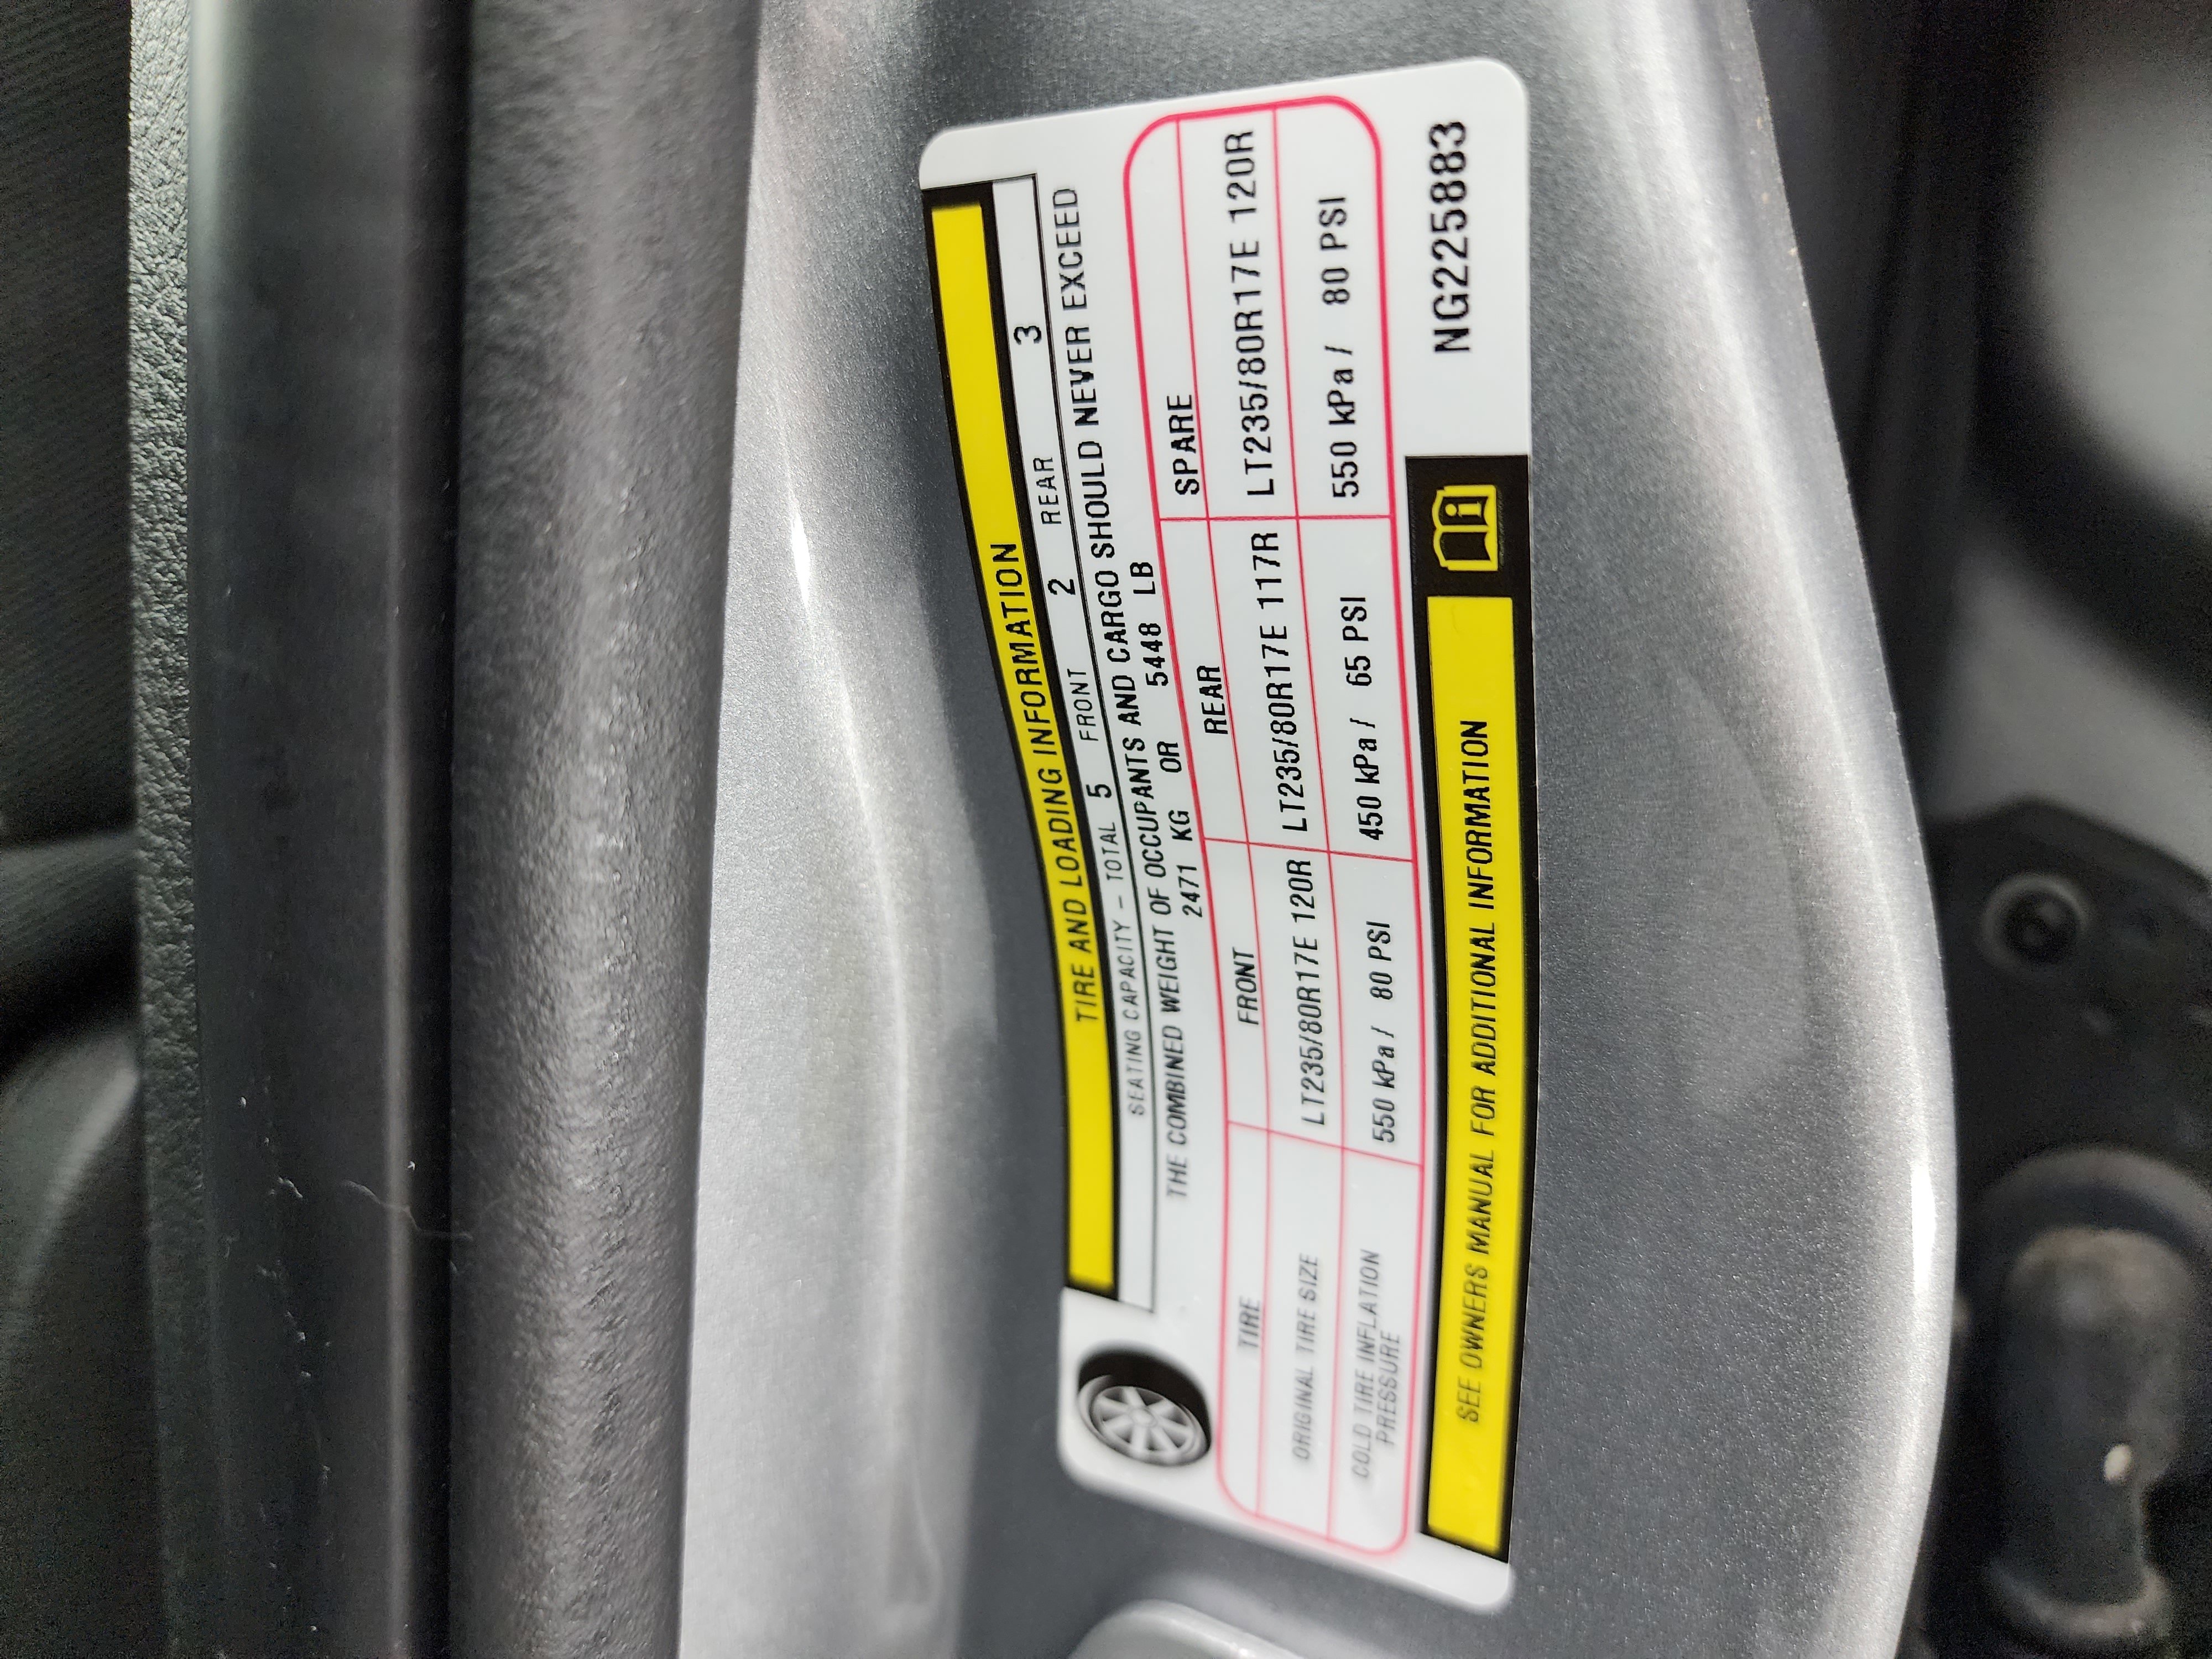 TIRE AND LOADING INFORMATION
SEATING CAPACITY - TOTAL 5 FRONT 2 REAR 3
THE COMBINED WEIGHT OF OCCUPANTS AND CARGO SHOULD NEVER EXCEED
2471 KG OR 5448 LB
TIRE FRONT REAR SPARE
ORIGINAL TIRE SIZE LT235/80R17E 120R LT235/80R17E 117R LT235/80R17E 120R
COLD TIRE INFLATION
PRESSURE 550 kPa / 80 PSI 450 kPa / 65 PSI 550 kPa / 80 PSI
SEE OWNERS MANUAL FOR ADDITIONAL INFORMATION
NG225883